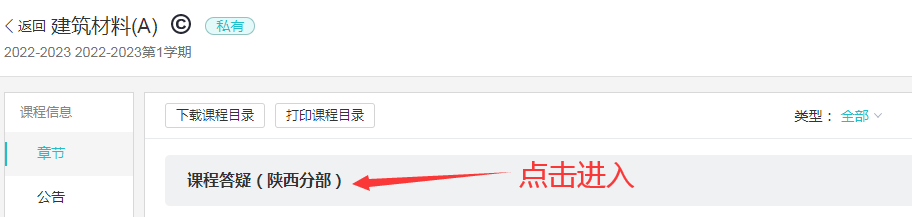 返回 建筑材料(A) © 私有
2022-2023 2022-2023第1学期
课程信息
章节
公告
下载课程目录 打印课程目录 类型： 全部
课程答疑（陕西分部） 点击进入